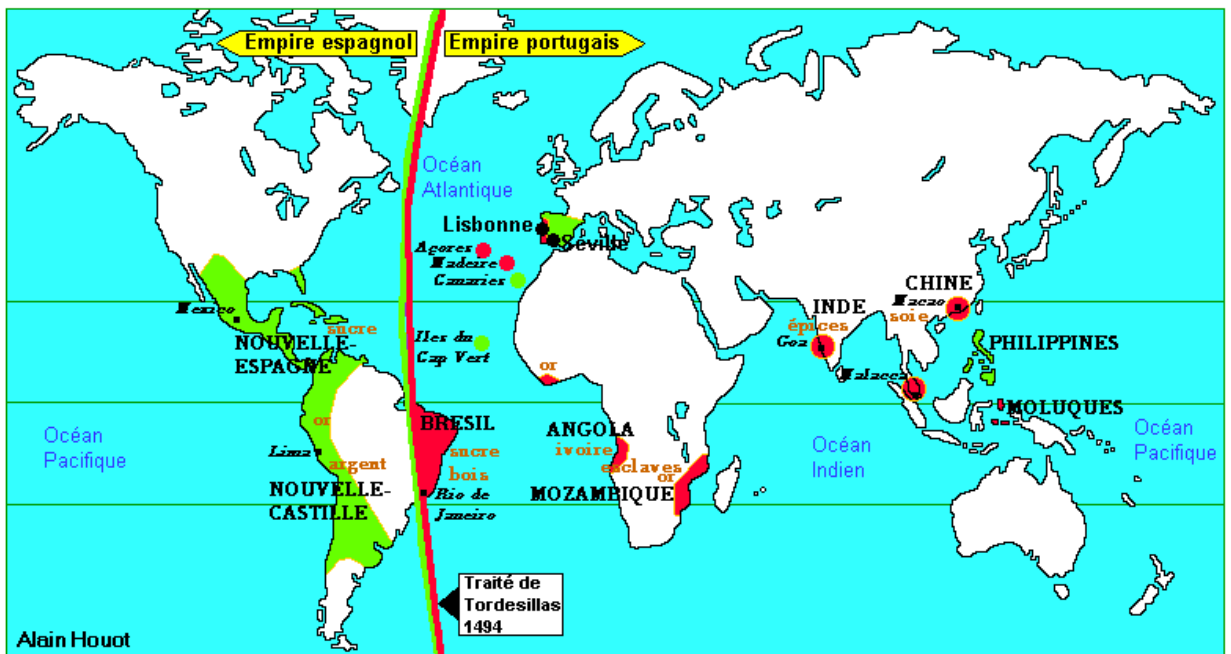 Empire espagnol
Empire portugais
Océan
Atlantique
Lisbonne
Séville
Açores
Madeire
Canaries
CHINE
Macao
soie
INDE
épices
Goa
Mexico
sucre
NOUVELLE-
ESPAGNE
Iles du
Cap Vert
PHILIPPINES
or
Malacca
MOLUQUES
or
BRESIL
ANGOLA
ivoire
Océan
Pacifique
Océan
Indien
Océan
Pacifique
Lima
argent
sucre
bois
esclaves
or
NOUVELLE-
CASTILLE
Rio de
Janeiro
MOZAMBIQUE
Traité de
Tordesillas
1494
Alain Houot